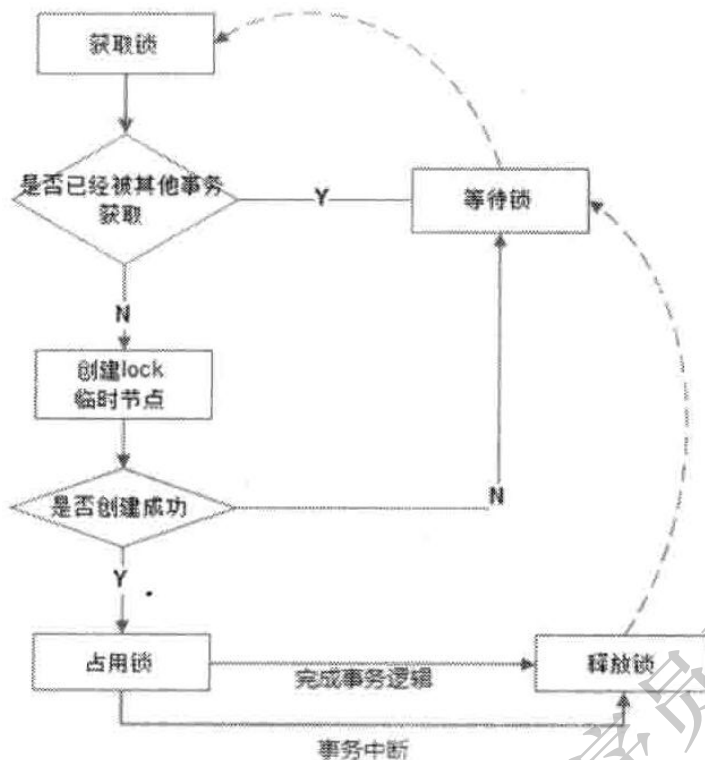 获取锁
是否已经被其他事务
获取
Y
等待锁
N
创建lock
临时节点
是否创建成功
N
Y
占用锁
完成事务逻辑
释放锁
事务中断
学员